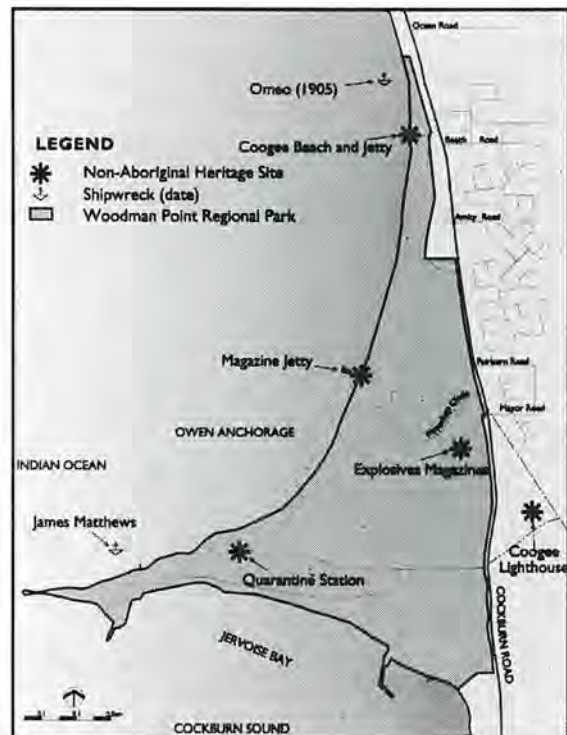 Ocean Road
Omeo (1905)
LEGEND
Non-Aboriginal Heritage Site
Shipwreck (date)
Woodman Point Regional Park
Coogee Beach and Jetty
Beach Road
Amity Road
Magazine Jetty
Road
Mayor Road
OWEN ANCHORAGE
INDIAN OCEAN
Explosives Magazines
James Matthews
Coogee
Lighthouse
Quarantine Station
COCKBURN ROAD
JERVOISE BAY
COCKBURN SOUND